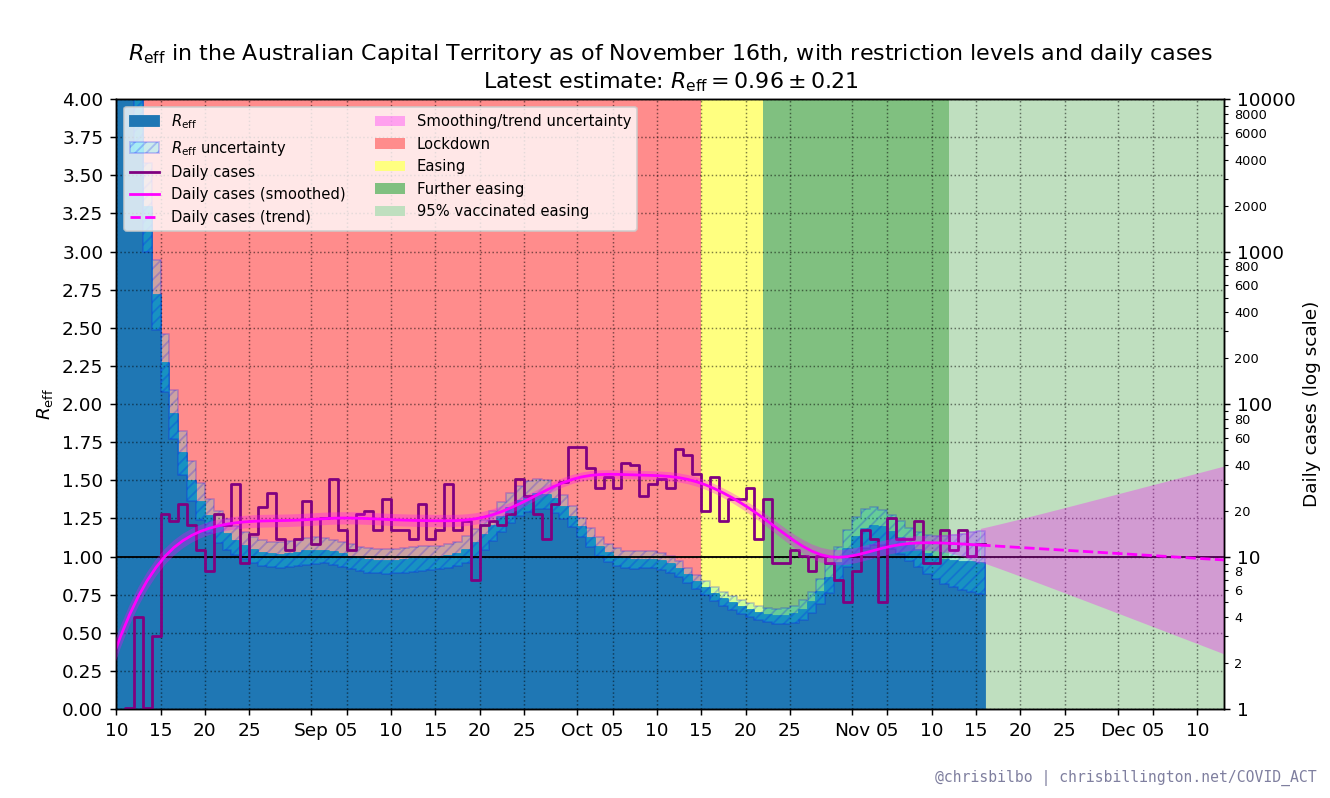 Reff in the Australian Capital Territory as of November 16th, with restriction levels and daily cases
Latest estimate: Reff = 0.96 ± 0.21
Reff
Reff uncertainty
Daily cases
Daily cases (smoothed)
Daily cases (trend)
Smoothing/trend uncertainty
Lockdown
Easing
Further easing
95% vaccinated easing
Reff
4.00
3.75
3.50
3.25
3.00
2.75
2.50
2.25
2.00
1.75
1.50
1.25
1.00
0.75
0.50
0.25
0.00
10000
8000
6000
4000
2000
1000
800
600
400
200
100
80
60
40
20
10
8
6
4
2
1
Daily cases (log scale)
10 15 20 25 Sep 05 10 15 20 25 Oct 05 10 15 20 25 Nov 05 10 15 20 25 Dec 05 10
@chrisbilbo | chrisbillington.net/COVID_ACT